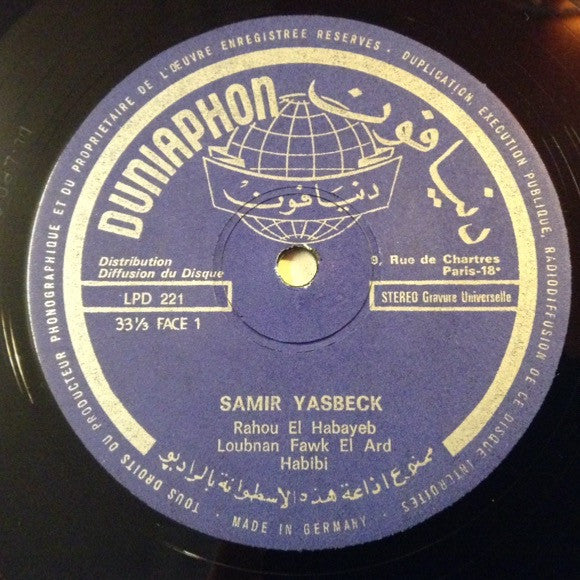 TOUS DROITS DU PRODUCTEUR PHONOGRAPHIQUE ET DU PROPRIETAIRE DE L'ŒUVRE ENREGISTREE RESERVES · DUPLICATION, EXECUTION PUBLIQUE, RADIODIFFUSION DE CE DISQUE INTERDITES
DUNIAPHON
دنيافون
دنيافون
Distribution
Diffusion du Disque
9, Rue de Chartres
Paris-18e
LPD 221
STEREO Gravure Universelle
33⅓ FACE 1
SAMIR YASBECK
Rahou El Habayeb
Loubnan Fawk El Ard
Habibi
ممنوع اذاعة هذه الاسطوانة بالراديو
· MADE IN GERMANY ·